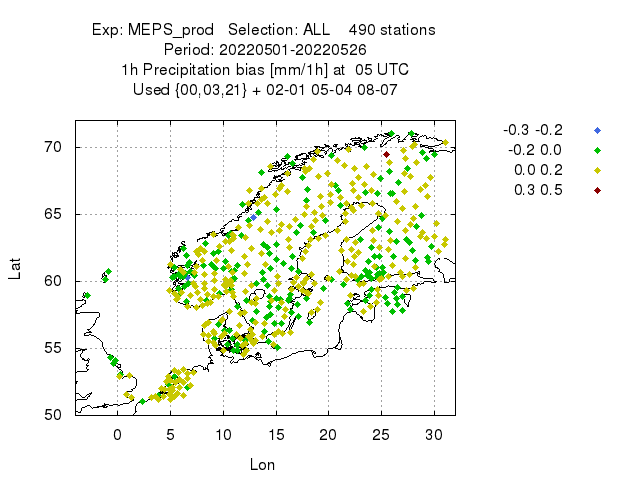 Exp: MEPS_prod   Selection: ALL    490 stations
Period: 20220501-20220526
1h Precipitation bias [mm/1h] at  05 UTC
Used {00,03,21} + 02-01 05-04 08-07
-0.3 -0.2
-0.2 0.0
0.0 0.2
0.3 0.5
70
65
60
55
50
Lat
0 5 10 15 20 25 30
Lon